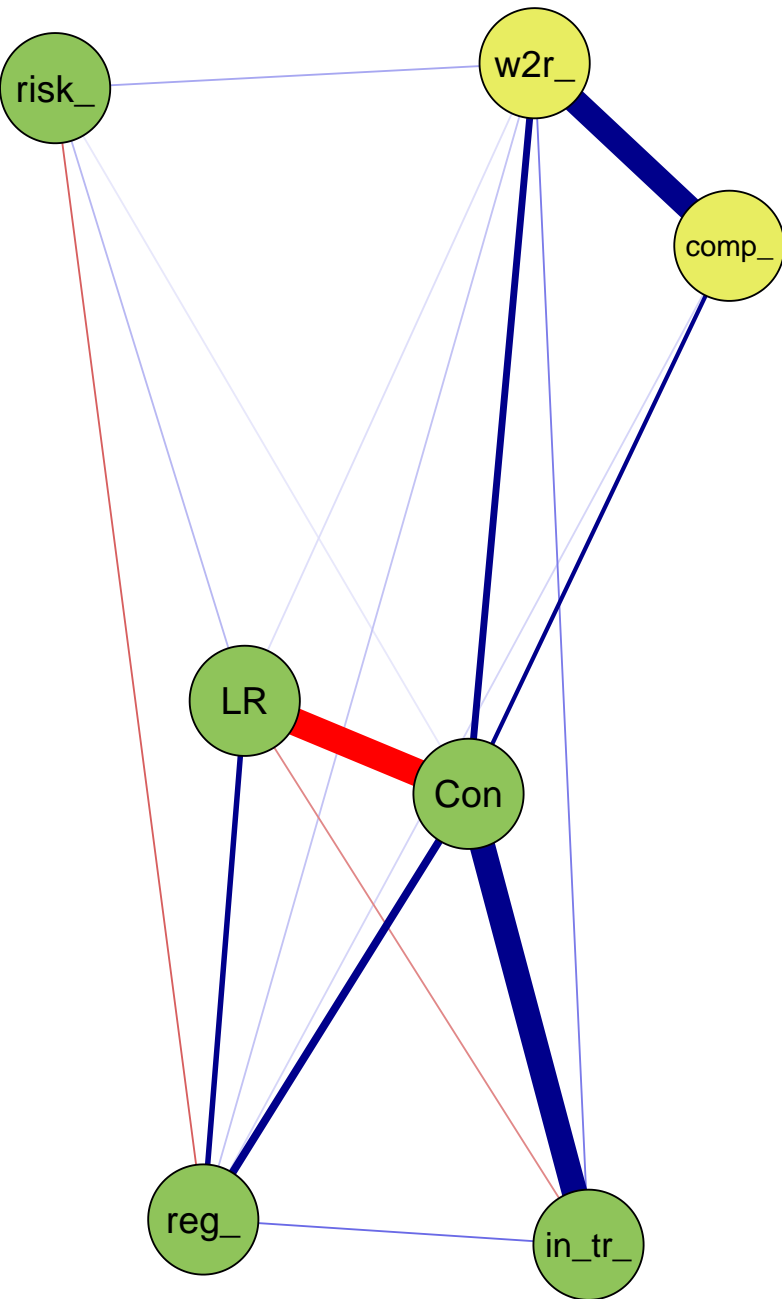 w2r_
risk_
comp_
LR
Con
reg_
in_tr_